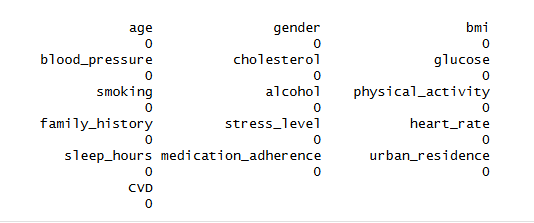 age gender bmi
0 0 0
blood_pressure cholesterol glucose
0 0 0
smoking alcohol physical_activity
0 0 0
family_history stress_level heart_rate
0 0 0
sleep_hours medication_adherence urban_residence
0 0 0
CVD
0